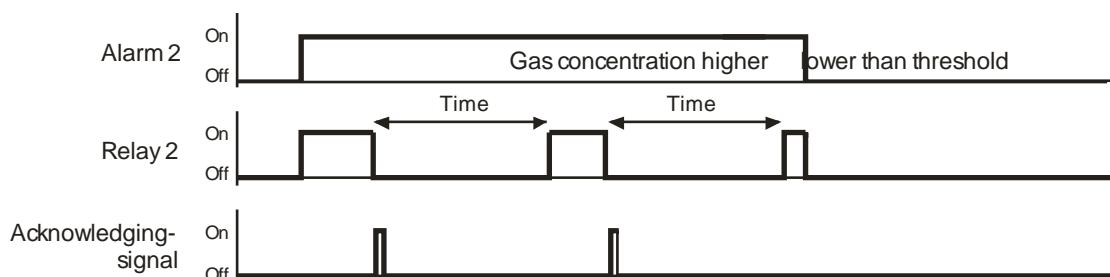 On
Alarm 2
Gas concentration higher lower than threshold
Off
Time Time
On
Relay 2
Off
Acknowledging-
On
signal
Off